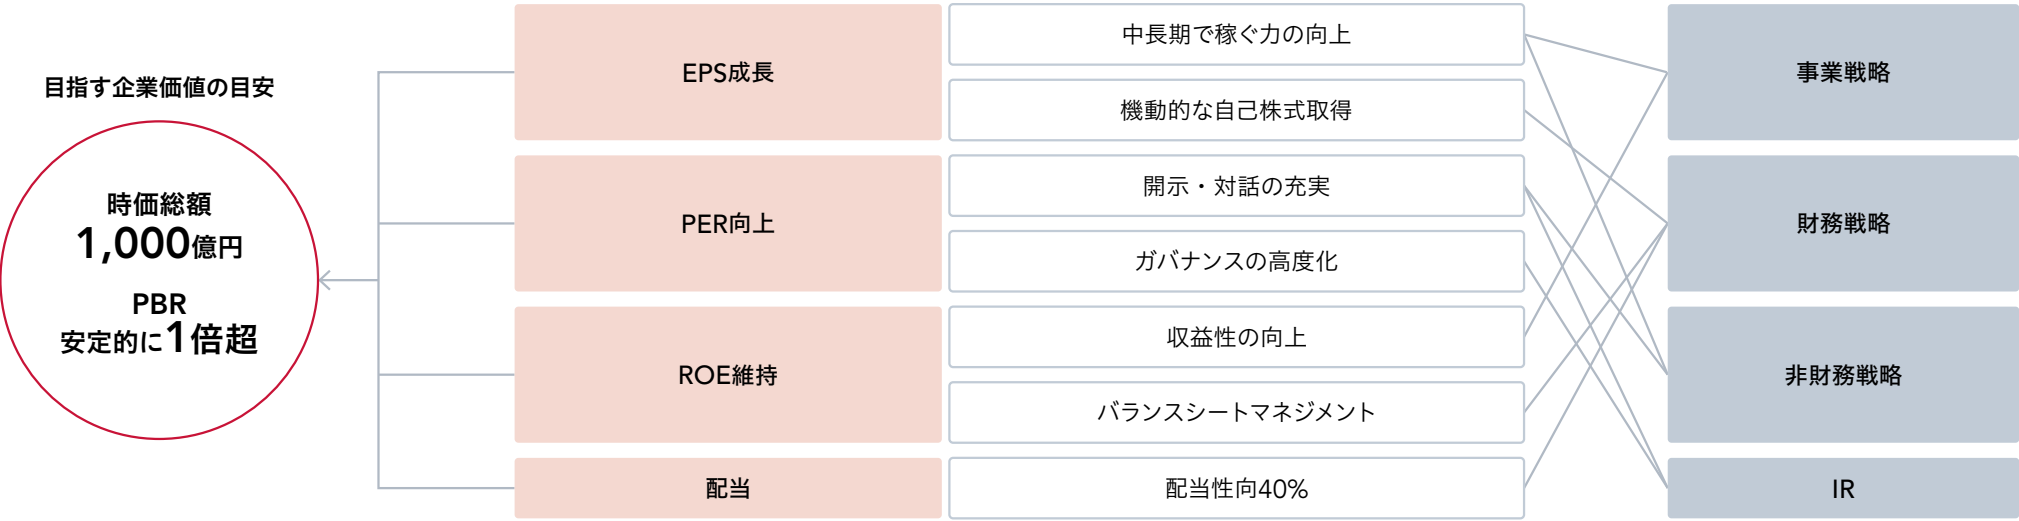 目指す企業価値の目安
時価総額
1,000億円
PBR
安定的に1倍超
EPS成長
中長期で稼ぐ力の向上
機動的な自己株式取得
PER向上
開示・対話の充実
ガバナンスの高度化
ROE維持
収益性の向上
バランスシートマネジメント
配当
配当性向40%
事業戦略
財務戦略
非財務戦略
IR